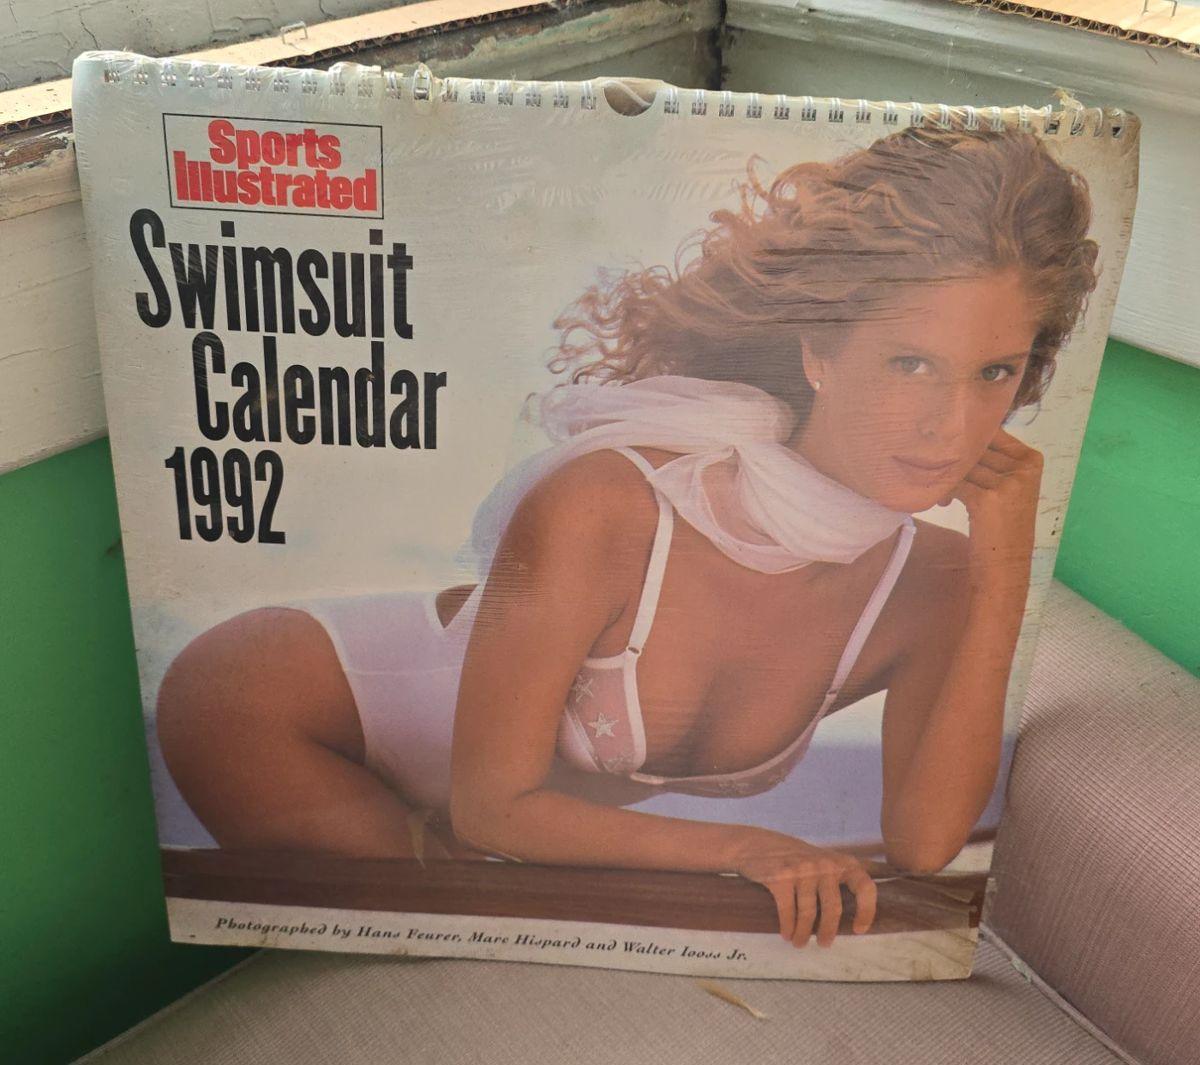 Sports
Illustrated
Swimsuit
Calendar
1992
Photographed by Hans Feurer, Marc Hispard and Walter Iooss Jr.